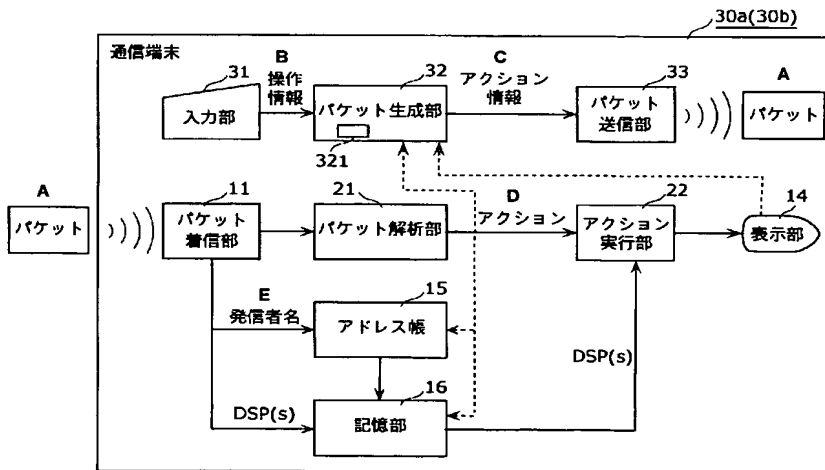 30a(30b)
通信端末
31
入力部
B
操作
情報
32
パケット生成部
321
C
アクション
情報
33
パケット
送信部
A
パケット
A
パケット
11
パケット
着信部
21
パケット解析部
D
アクション
22
アクション
実行部
14
表示部
E
発信者名
15
アドレス帳
DSP(s)
16
記憶部
DSP(s)